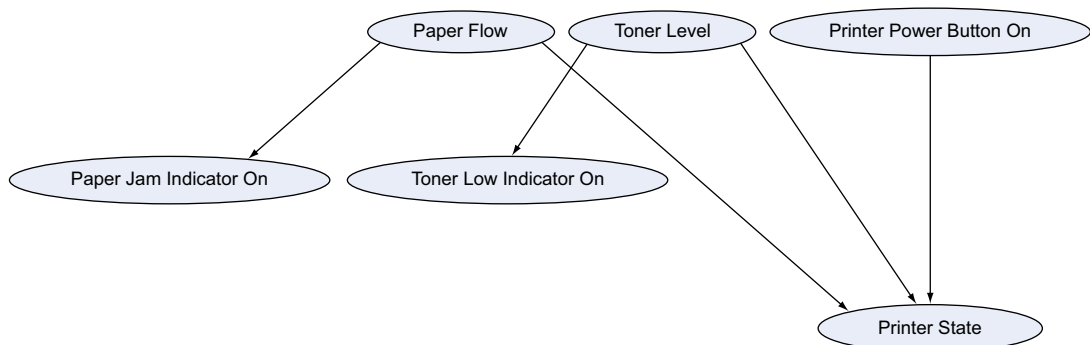 Paper Flow
Toner Level
Printer Power Button On
Paper Jam Indicator On
Toner Low Indicator On
Printer State